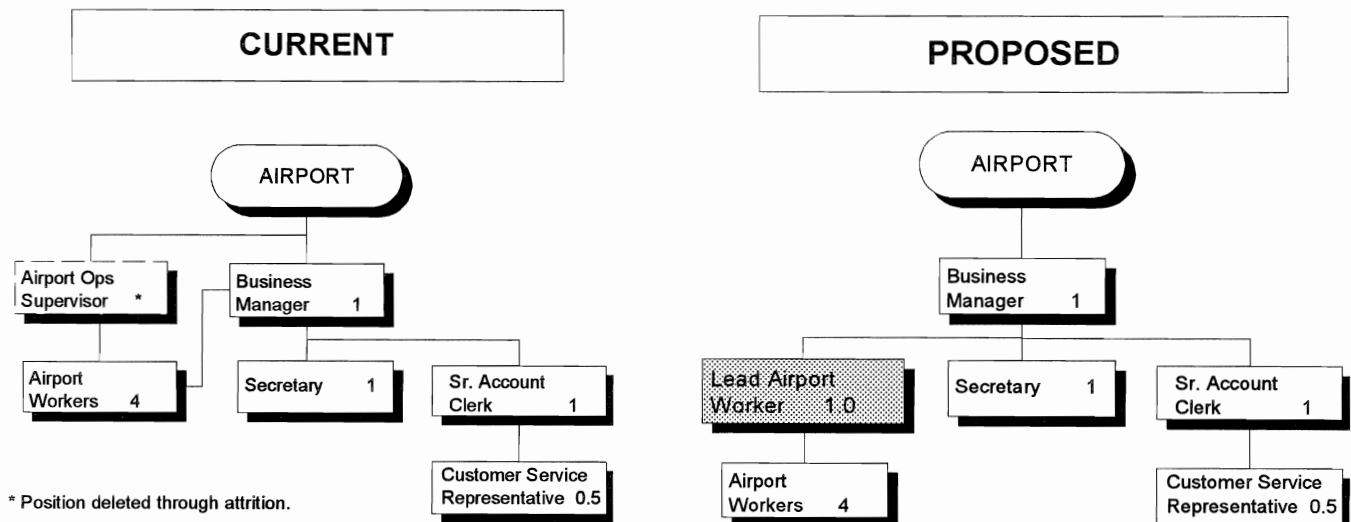 CURRENT
AIRPORT
Airport Ops
Supervisor *
Business
Manager 1
Airport
Workers 4
Secretary 1
Sr. Account
Clerk 1
Customer Service
Representative 0.5
* Position deleted through attrition.
PROPOSED
AIRPORT
Business
Manager 1
Lead Airport
Worker 1.0
Secretary 1
Sr. Account
Clerk 1
Airport
Workers 4
Customer Service
Representative 0.5